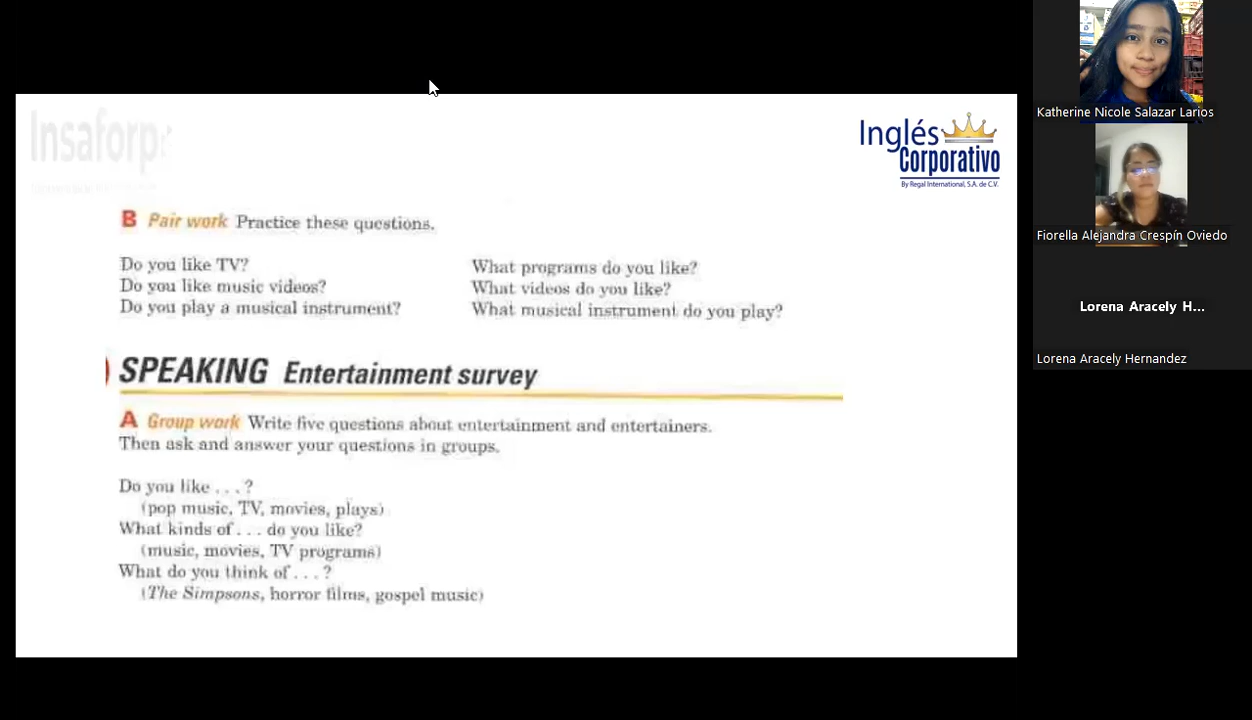 Insaforp
Inglés
Corporativo
By Regal International, S.A. de C.V.
B Pair work Practice these questions.
Do you like TV?
What programs do you like?
Do you like music videos?
What videos do you like?
Do you play a musical instrument?
What musical instrument do you play?
SPEAKING Entertainment survey
A Group work Write five questions about entertainment and entertainers.
Then ask and answer your questions in groups.
Do you like . . . ?
(pop music, TV, movies, plays)
What kinds of . . . do you like?
(music, movies, TV programs)
What do you think of . . . ?
(The Simpsons, horror films, gospel music)
Katherine Nicole Salazar Larios
Fiorella Alejandra Crespín Oviedo
Lorena Aracely H...
Lorena Aracely Hernandez